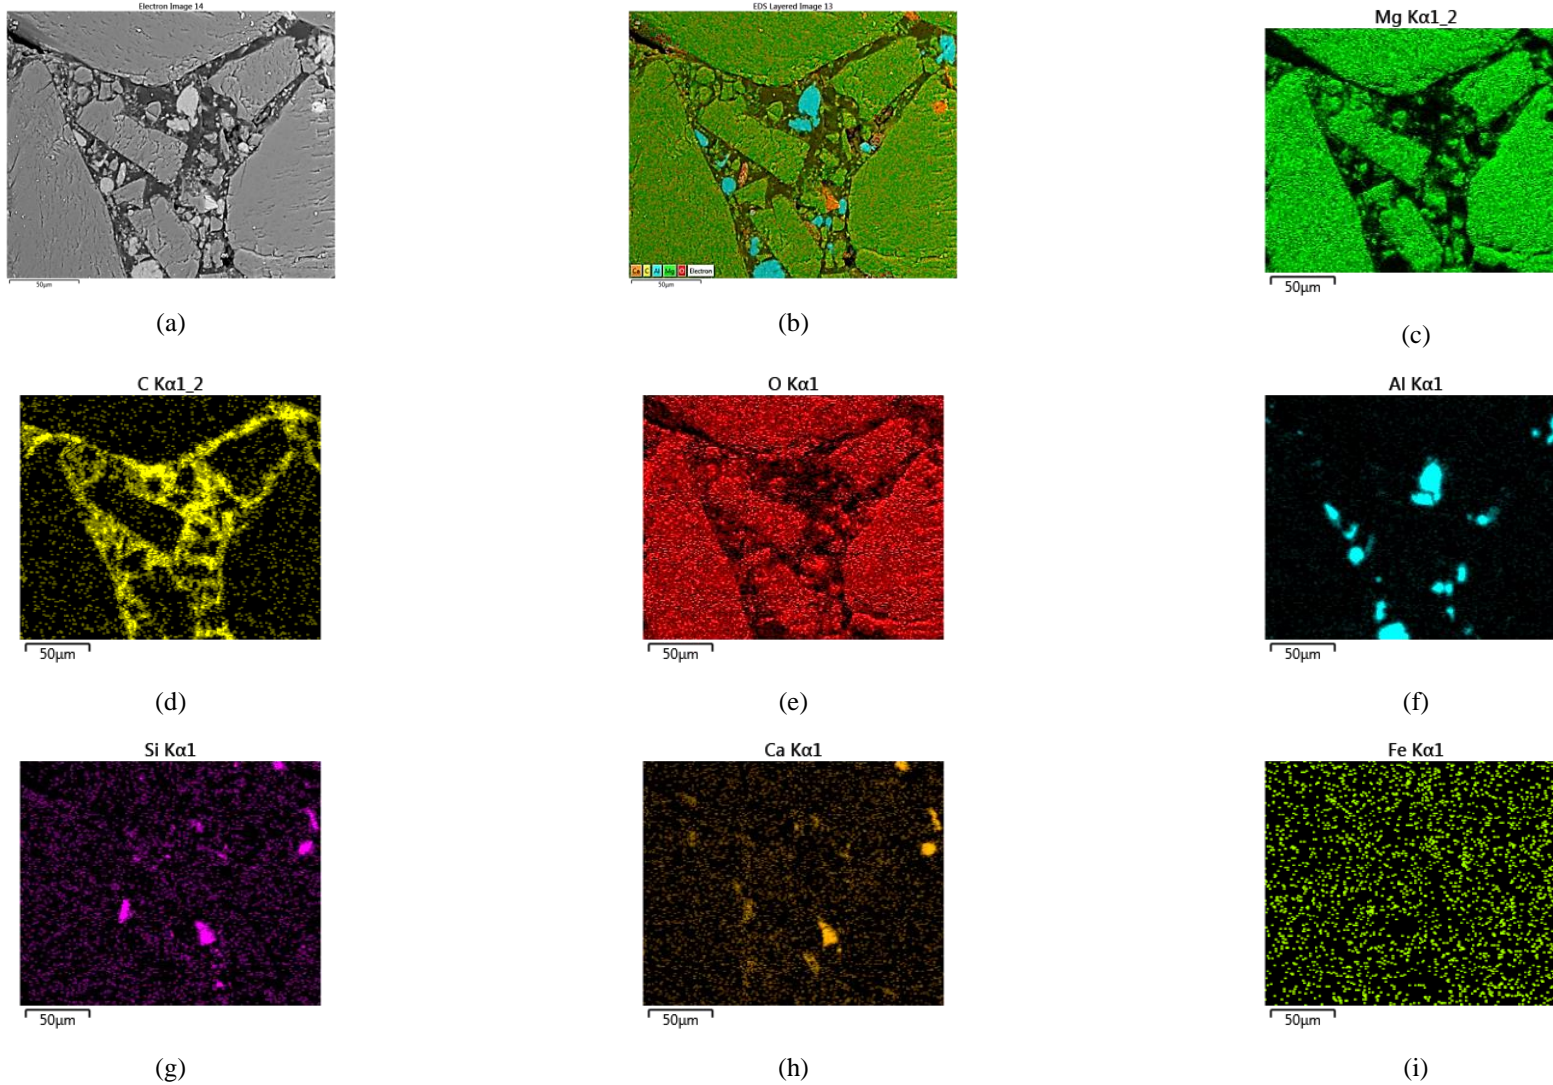 Electron Image 14
EDS Layered Image 13
Mg Kα1_2
50µm
Ca C Al Mg O Electron
50µm
50µm
(a)
(b)
(c)
C Kα1_2
O Kα1
Al Kα1
50µm
50µm
50µm
(d)
(e)
(f)
Si Kα1
Ca Kα1
Fe Kα1
50µm
50µm
50µm
(g)
(h)
(i)